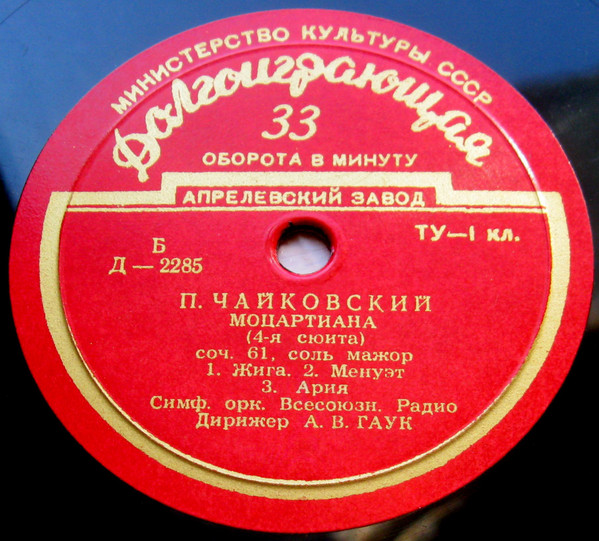 МИНИСТЕРСТВО КУЛЬТУРЫ СССР
Долгоиграющая
33
ОБОРОТА В МИНУТУ
АПРЕЛЕВСКИЙ ЗАВОД
ТУ—1 кл.
Б
Д — 2285
П. ЧАЙКОВСКИЙ
МОЦАРТИАНА
(4-я сюита)
соч. 61, соль мажор
1. Жига. 2. Менуэт
3. Ария
Симф. орк. Всесоюзн. Радио
Дирижер А. В. ГАУК